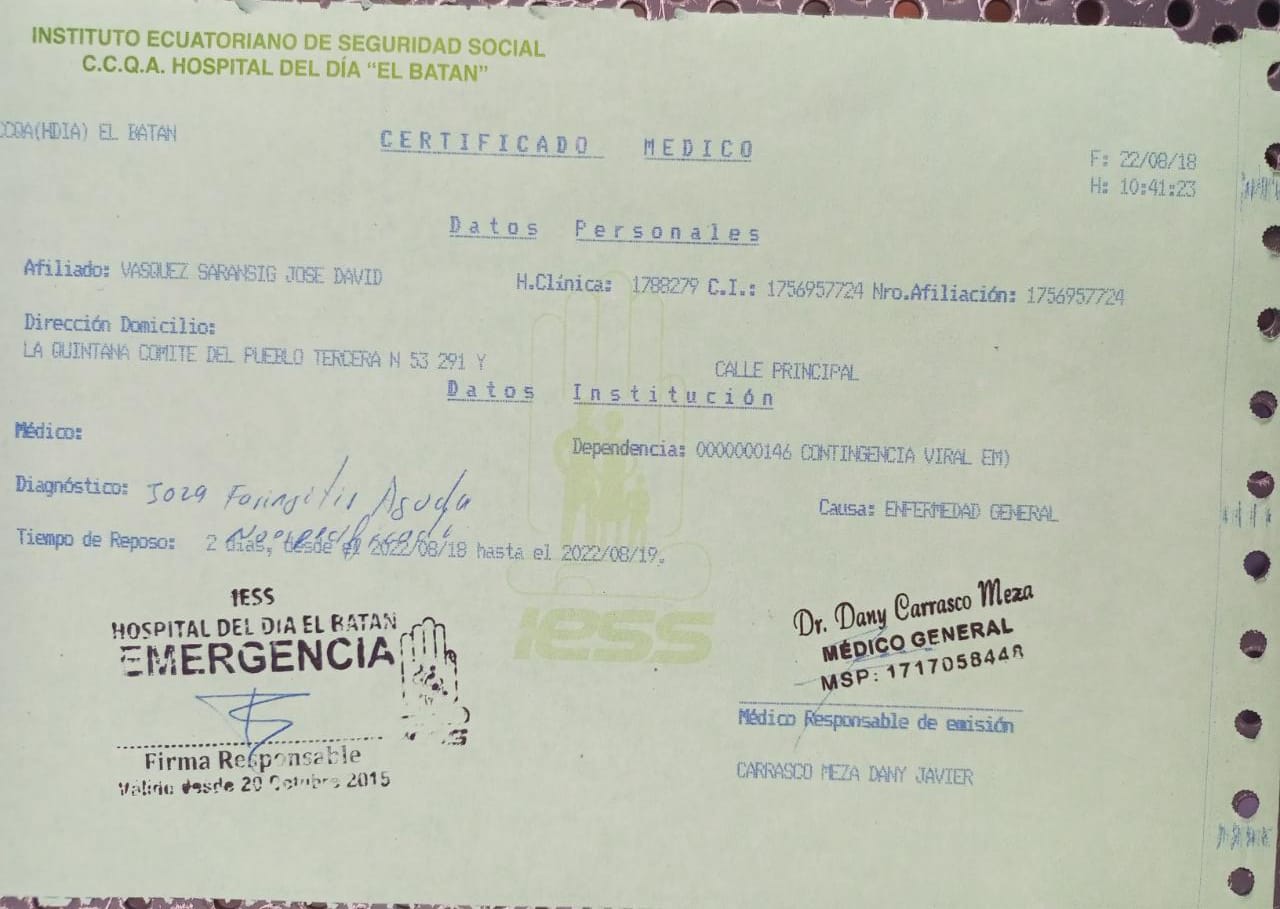 INSTITUTO ECUATORIANO DE SEGURIDAD SOCIAL
C.C.Q.A. HOSPITAL DEL DÍA “EL BATAN”
CCQA(HDIA) EL BATAN
CERTIFICADO MEDICO
F: 22/08/18
H: 10:41:23
Datos Personales
Afiliado: VASQUEZ SARANSIG JOSE DAVID H.Clínica: 1788279 C.I.: 1756957724 Nro.Afiliación: 1756957724
Dirección Domicilio:
LA QUINTANA COMITE DEL PUEBLO TERCERA N 53 291 Y CALLE PRINCIPAL
Datos Institución
Médico: Dependencia: 0000000146 CONTINGENCIA VIRAL EM)
Diagnóstico: J029 Faringitis Aguda Causa: ENFERMEDAD GENERAL
Tiempo de Reposo: 2 días, desde el 2022/08/18 hasta el 2022/08/19.
IESS
HOSPITAL DEL DIA EL BATAN
EMERGENCIA
Firma Responsable
Válido desde 20 Octubre 2015
iess
Dr. Dany Carrasco Meza
MÉDICO GENERAL
MSP: 1717058448
Médico Responsable de emisión
CARRASCO MEZA DANY JAVIER